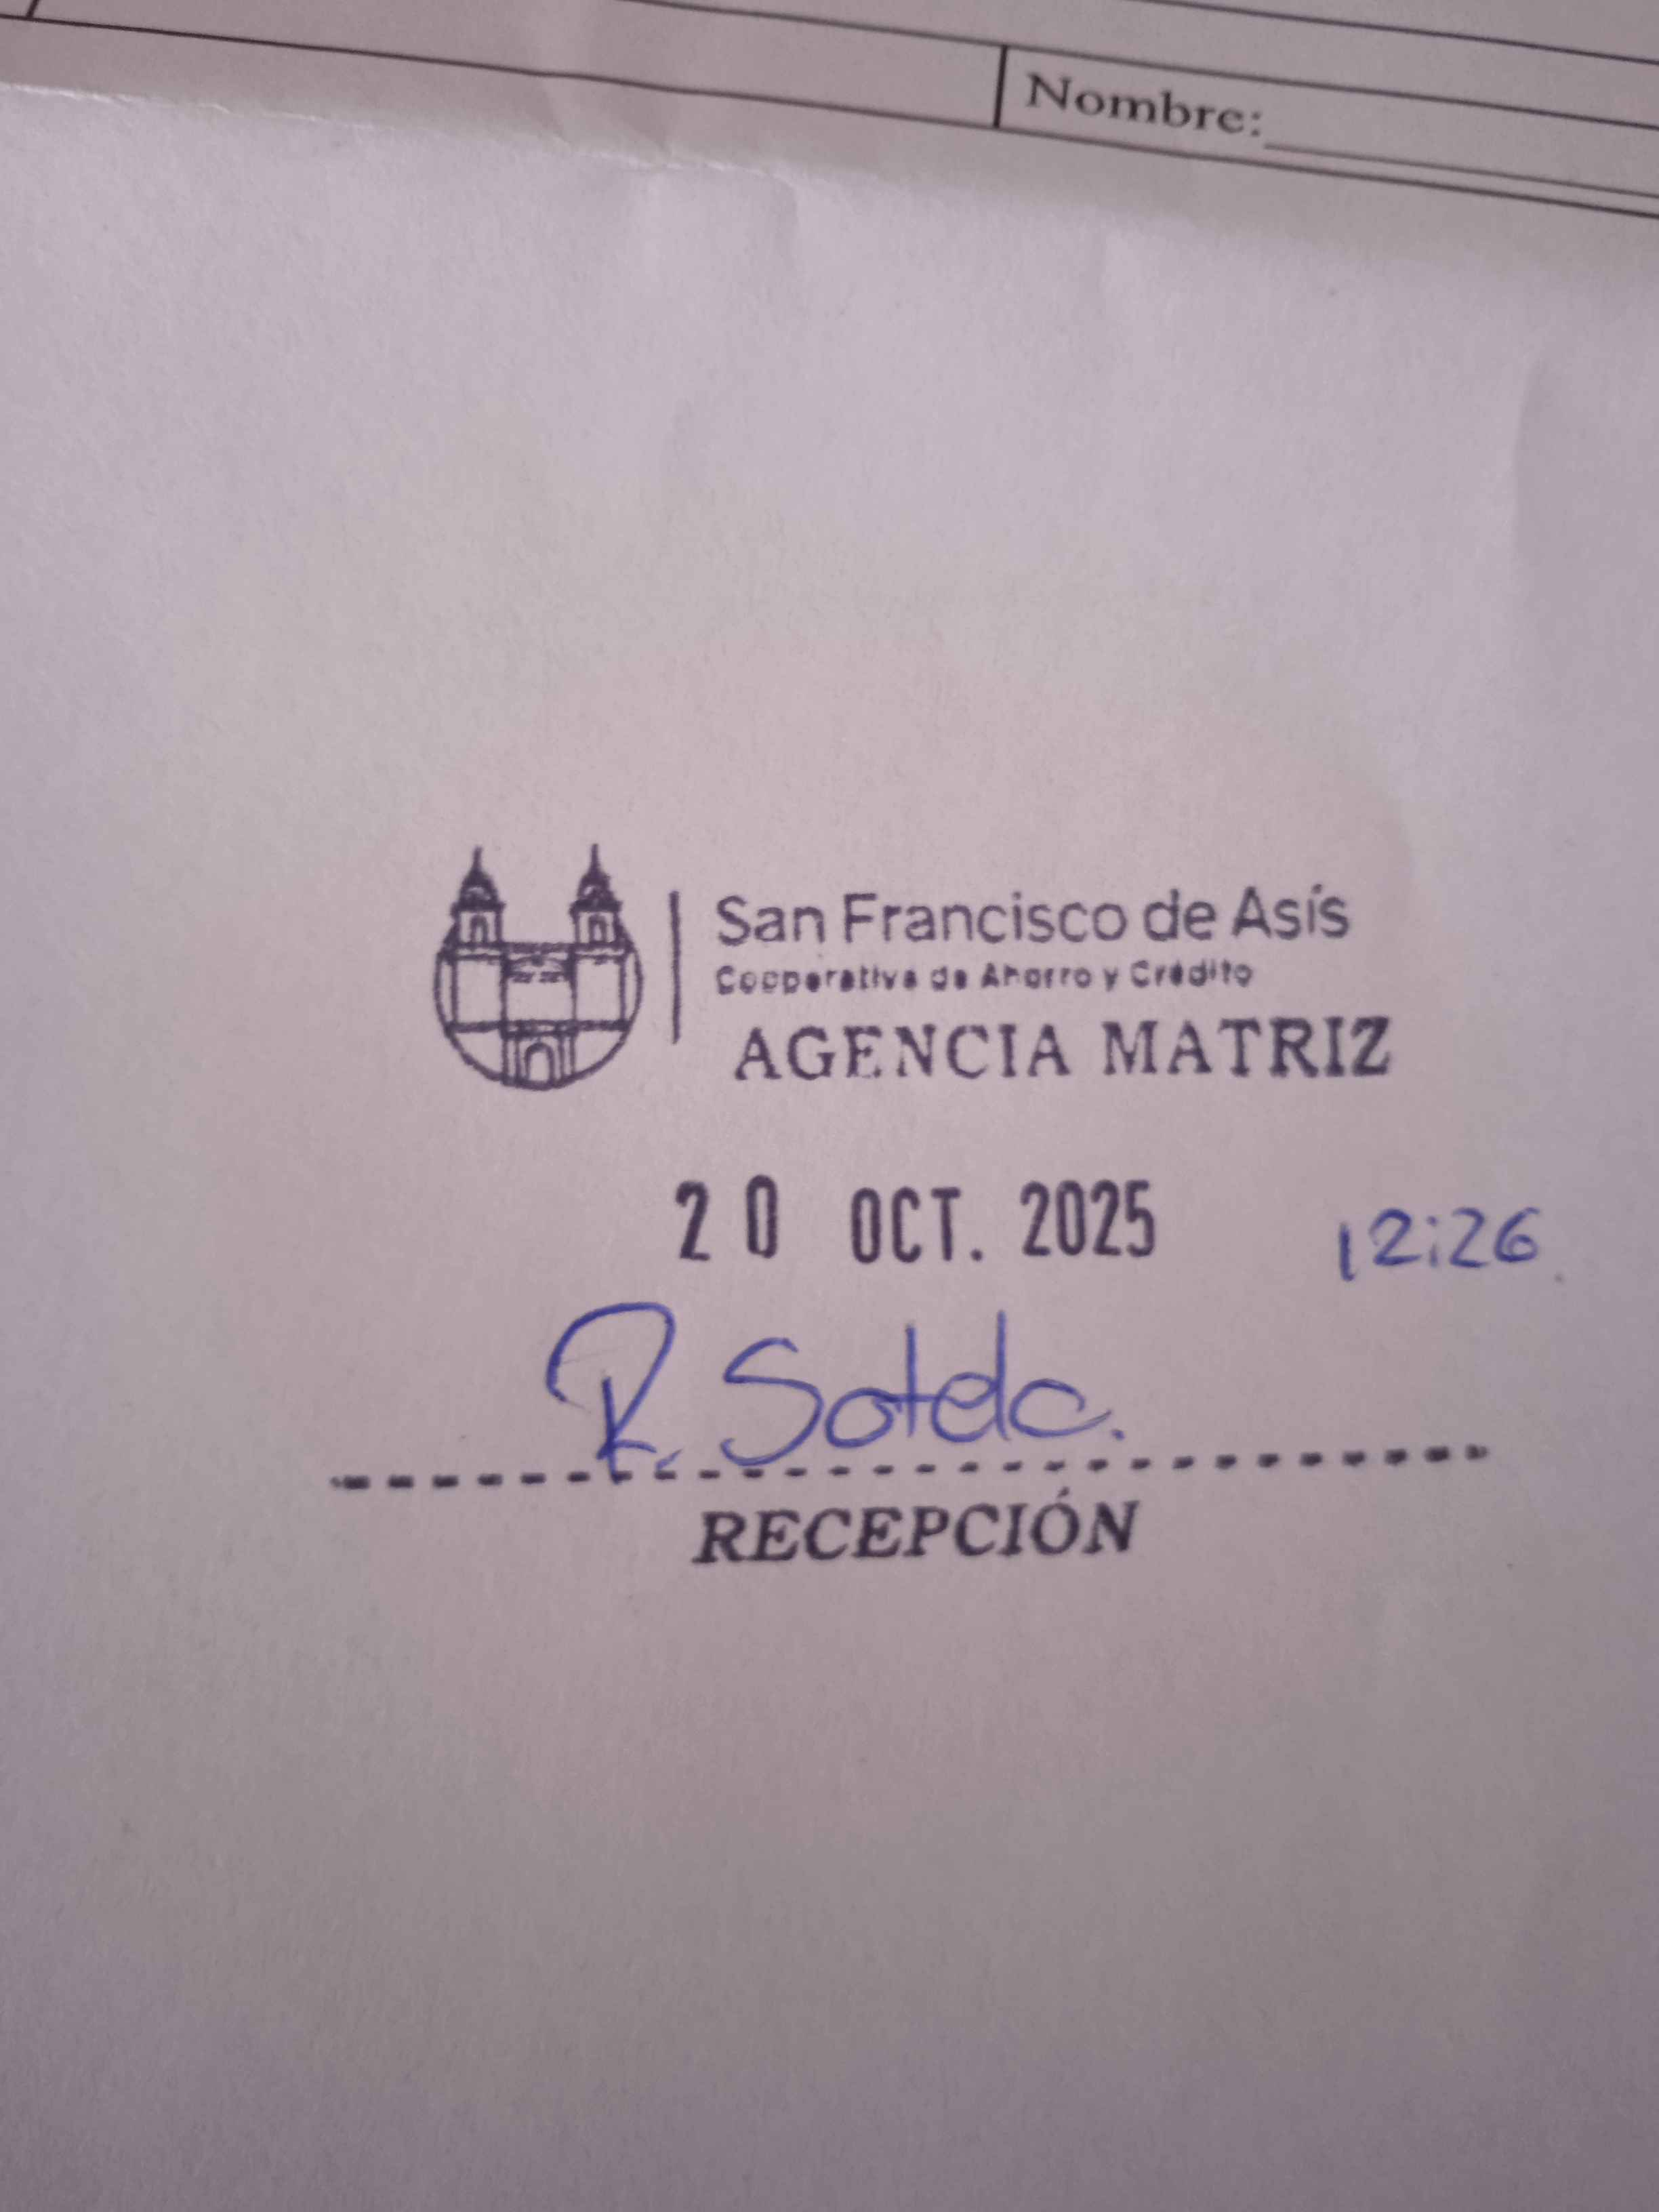 Nombre:
San Francisco de Asís
Cooperativa de Ahorro y Crédito
AGENCIA MATRIZ
20 OCT. 2025 12:26
R. Sotelo.
RECEPCIÓN